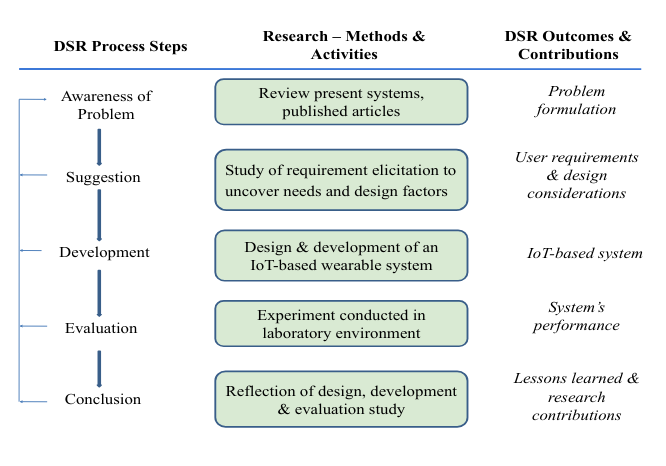 DSR Process Steps
Research – Methods &
Activities
DSR Outcomes &
Contributions
Awareness of
Problem
Review present systems,
published articles
Problem
formulation
Suggestion
Study of requirement elicitation to
uncover needs and design factors
User requirements
& design
considerations
Development
Design & development of an
IoT-based wearable system
IoT-based system
Evaluation
Experiment conducted in
laboratory environment
System’s
performance
Conclusion
Reflection of design, development
& evaluation study
Lessons learned &
research
contributions